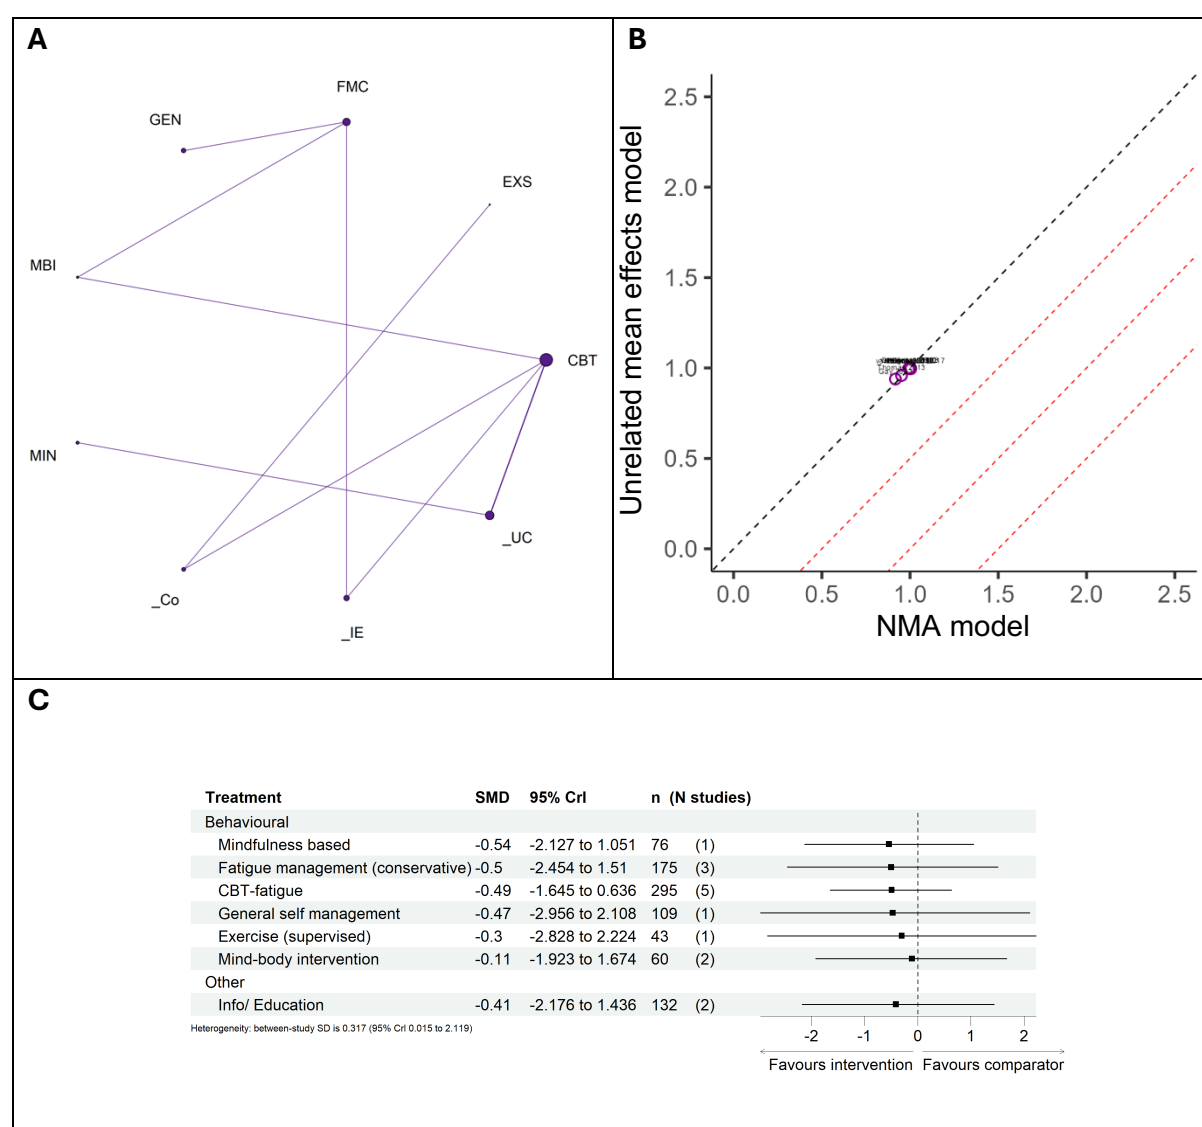 A
FMC
GEN
EXS
MBI
CBT
MIN
_UC
_Co
_IE
B
Unrelated mean effects model
2.5
2.0
1.5
1.0
0.5
0.0
0.0 0.5 1.0 1.5 2.0 2.5
NMA model
C
Treatment SMD 95% CrI n (N studies)
Behavioural
Mindfulness based -0.54 -2.127 to 1.051 76 (1)
Fatigue management (conservative) -0.5 -2.454 to 1.51 175 (3)
CBT-fatigue -0.49 -1.645 to 0.636 295 (5)
General self management -0.47 -2.956 to 2.108 109 (1)
Exercise (supervised) -0.3 -2.828 to 2.224 43 (1)
Mind-body intervention -0.11 -1.923 to 1.674 60 (2)
Other
Info/ Education -0.41 -2.176 to 1.436 132 (2)
Heterogeneity: between-study SD is 0.317 (95% CrI 0.015 to 2.119)
-2 -1 0 1 2
Favours intervention Favours comparator